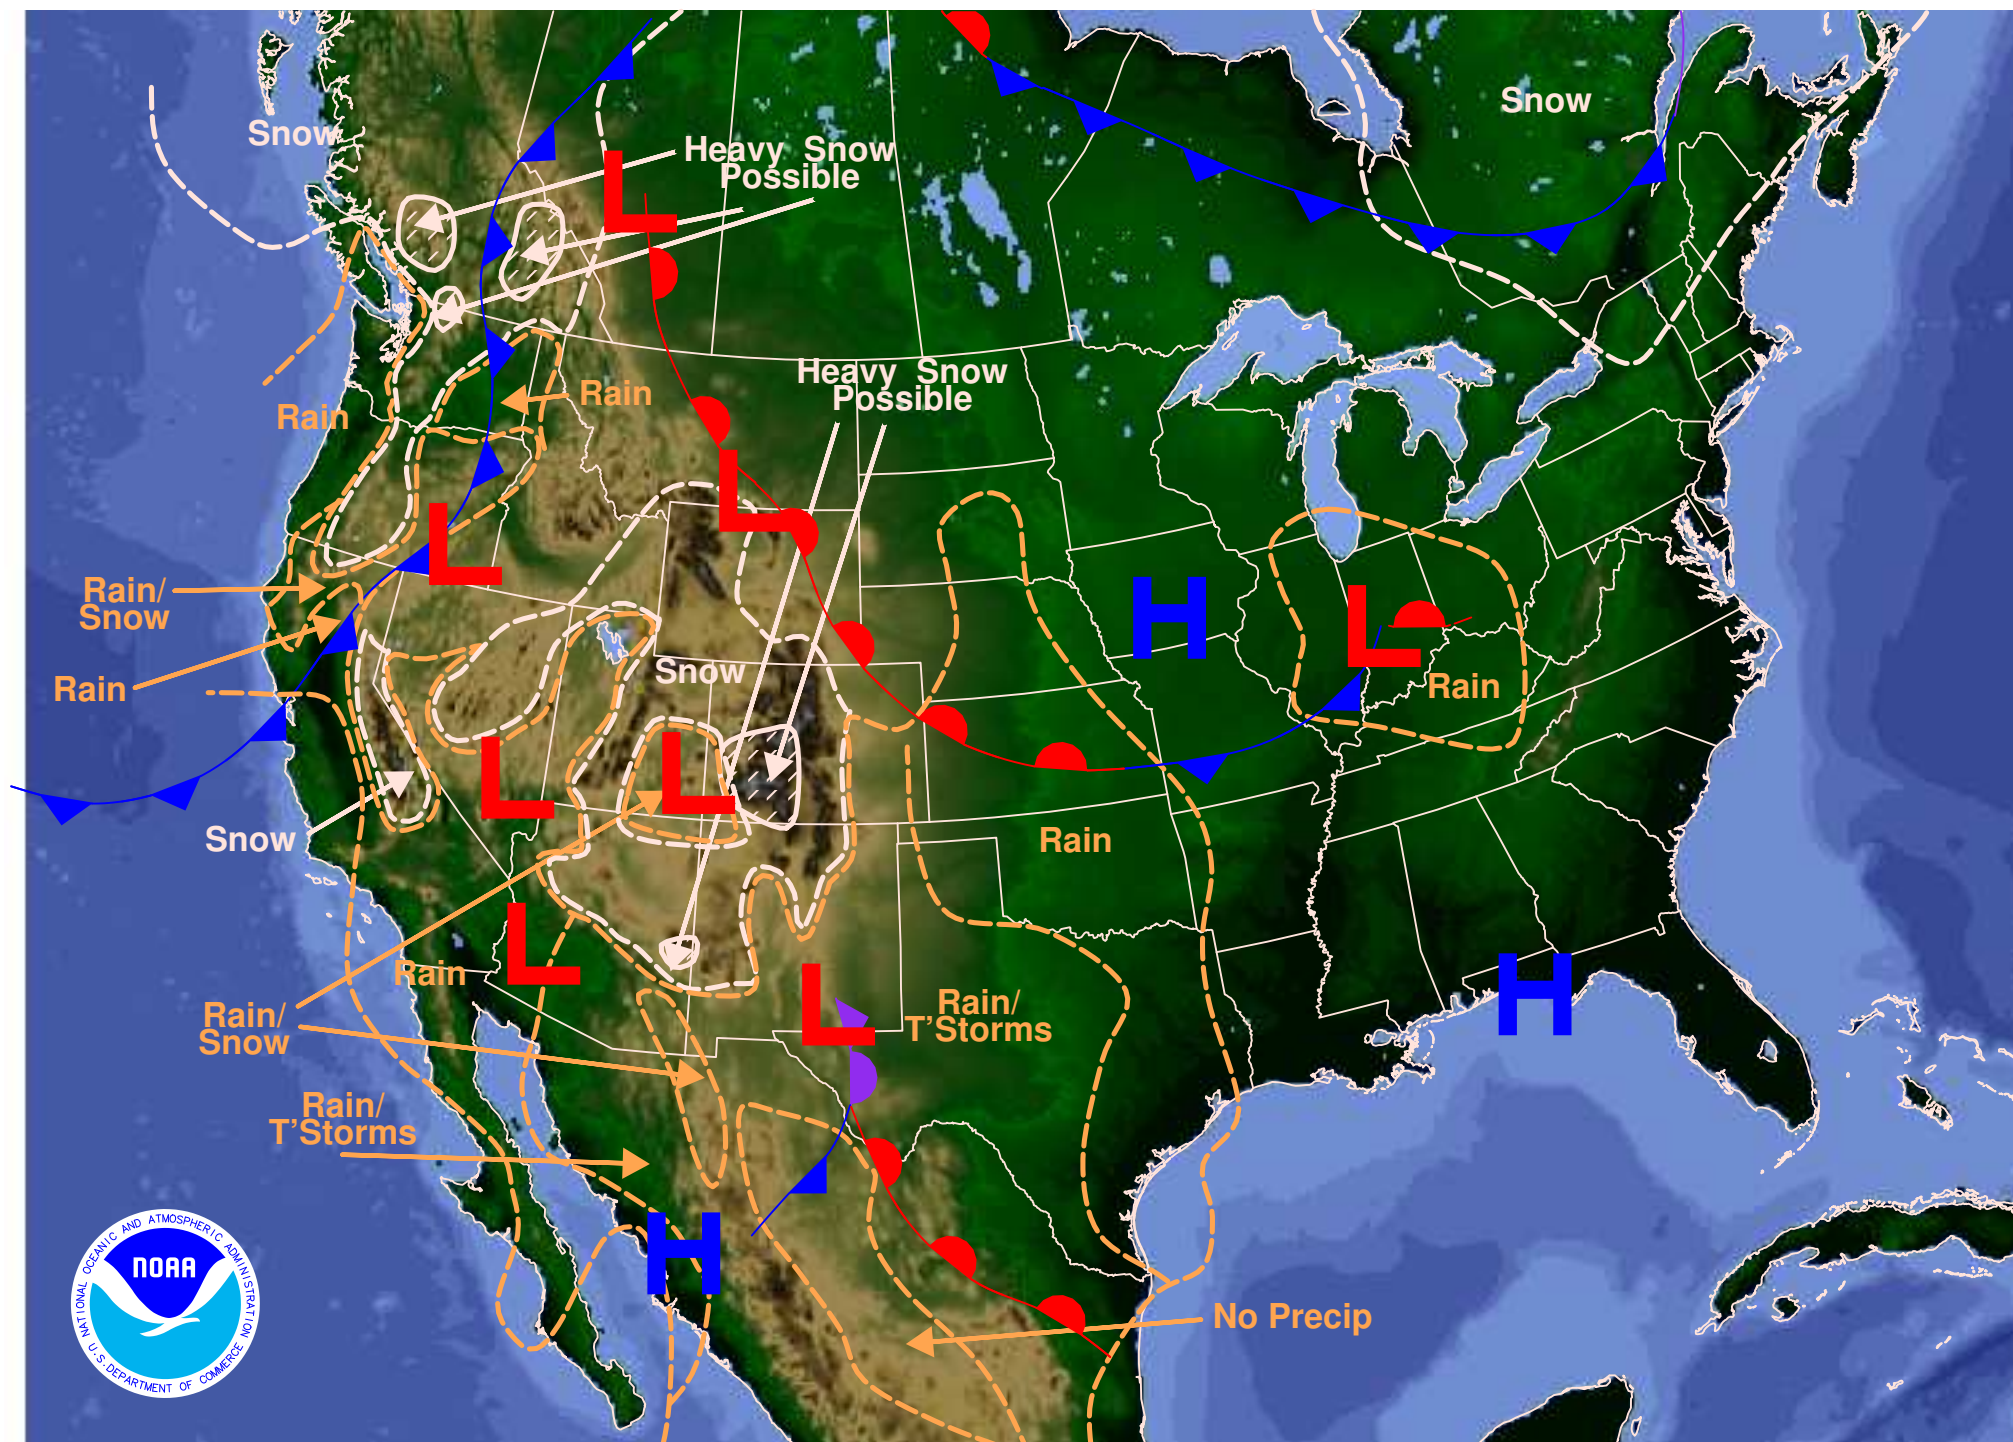 Snow
Snow
Heavy Snow
Possible
Heavy Snow
Possible
Rain
Rain
L
L
L
Rain/
Snow
H
L
Rain
Rain
Snow
L
L
Snow
Rain
L
Rain
H
L
Rain/
T'Storms
Rain/
Snow
Rain/
T'Storms
H
No Precip
NATIONAL OCEANIC AND ATMOSPHERIC ADMINISTRATION
NOAA
U.S. DEPARTMENT OF COMMERCE